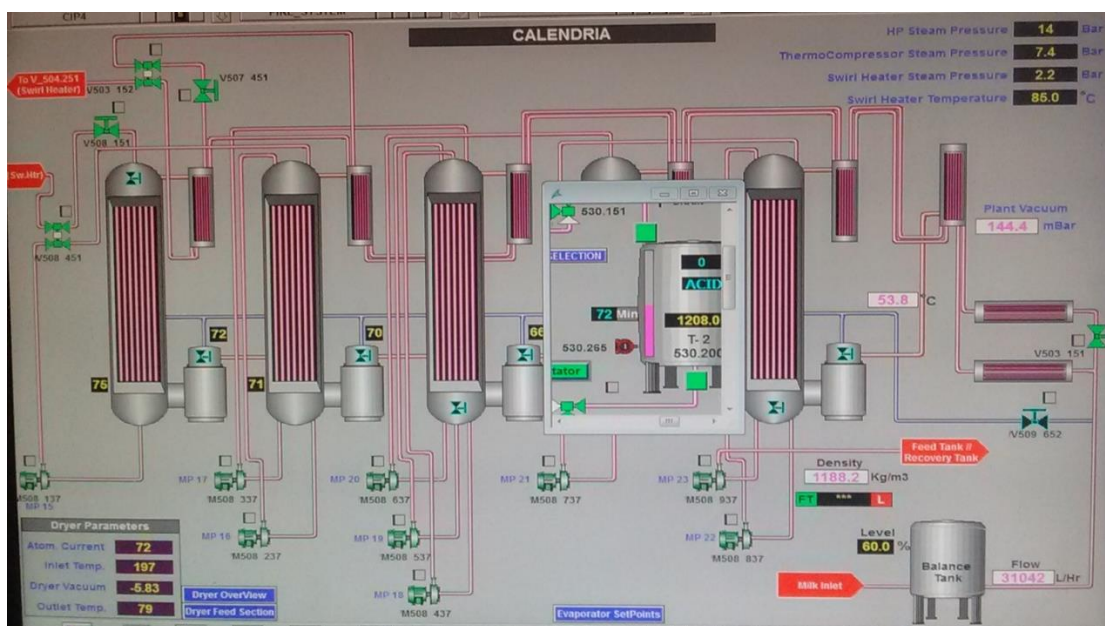 CIP4
FIRE_SYSTEM
CALENDRIA
HP Steam Pressure 14 Bar
ThermoCompressor Steam Pressure 7.4 Bar
Swirl Heater Steam Pressure 2.2 Bar
Swirl Heater Temperature 85.0 °C
To V_504.251
(Swirl Heater)
V503 152
V507 451
V508 151
(Sw.Htr)
V508 451
530.151
SELECTION
0
ACID
72 Min
1208.0
T- 2
530.200
530.265
tator
Plant Vacuum
144.4 mBar
53.8 °C
V503 151
V509 652
72
70
66
75
71
Feed Tank //
Recovery Tank
Density
1188.2 Kg/m3
FT *** L
Level
60.0 %
Balance
Tank
Flow
31042 L/Hr
Milk Inlet
M508 137
MP 15
MP 17
M508 337
MP 16
M508 237
MP 20
M508 637
MP 19
M508 537
MP 18
M508 437
MP 21
M508 737
MP 23
M508 937
MP 22
M508 837
Dryer Parameters
Atom. Current 72
Inlet Temp. 197
Dryer Vacuum -5.83
Outlet Temp. 79
Dryer OverView
Dryer Feed Section
Evaporator SetPoints